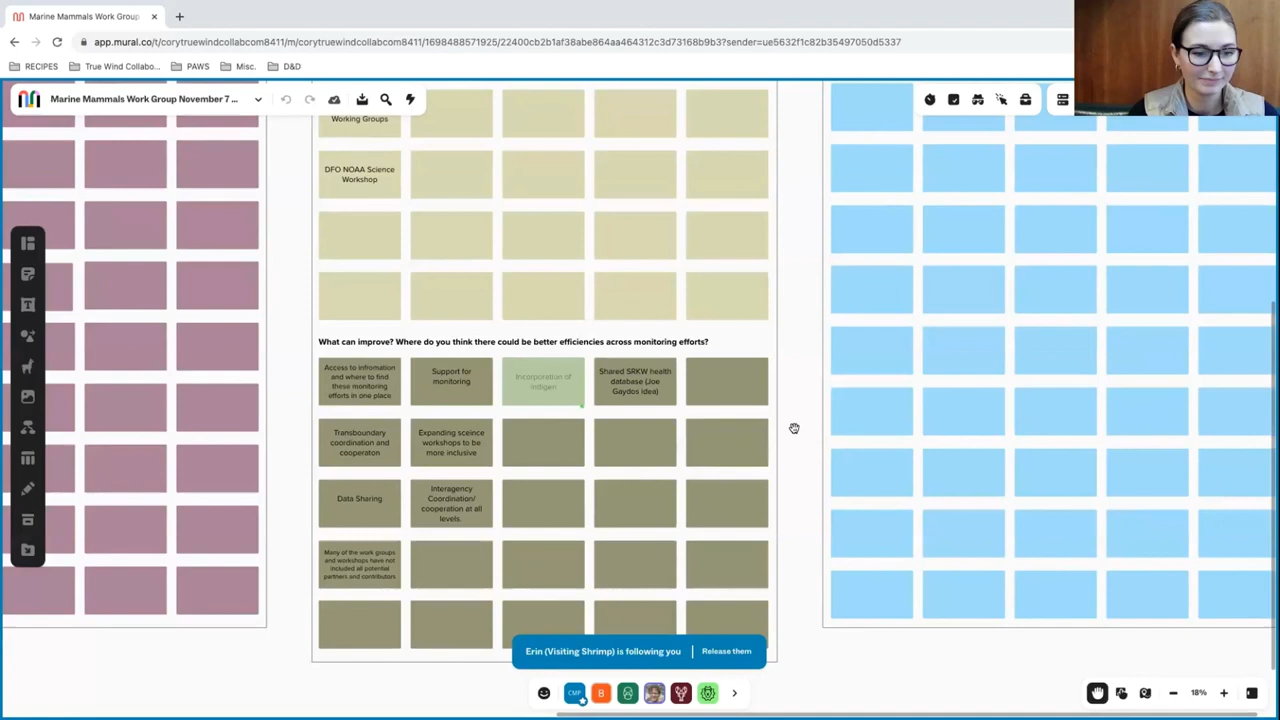 Marine Mammals Work Group
app.mural.co/t/corytruewindcollabcom8411/m/corytruewindcollabcom8411/1698488571925/22400cb2b1af38abe864aa464312c3d73168b9b3?sender=ue5632f1c82b35497050d5337
RECIPES
True Wind Collabo...
PAWS
Misc.
D&D
Marine Mammals Work Group November 7 ...
Working Groups
DFO NOAA Science
Workshop
What can improve? Where do you think there could be better efficiencies across monitoring efforts?
Access to infromation
and where to find
these monitoring
efforts in one place
Support for
monitoring
Incorporation of
indigen
Shared SRKW health
database (Joe
Gaydos idea)
Transboundary
coordination and
cooperaton
Expanding sceince
workshops to be
more inclusive
Data Sharing
Interagency
Coordination/
cooperation at all
levels.
Many of the work groups
and workshops have not
included all potential
partners and contributors
Erin (Visiting Shrimp) is following you
Release them
CMP
B
18%